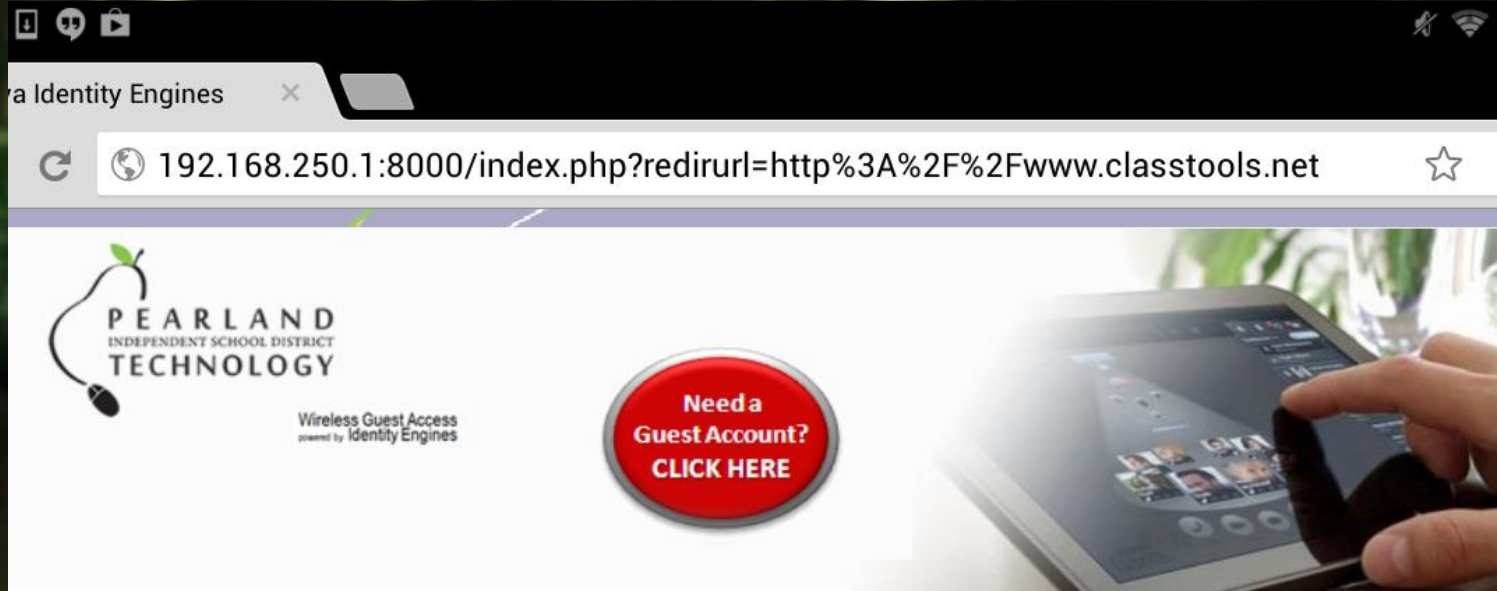 a Identity Engines
192.168.250.1:8000/index.php?redirurl=http%3A%2F%2Fwww.classtools.net
PEARLAND
INDEPENDENT SCHOOL DISTRICT
TECHNOLOGY
Wireless Guest Access
powered by Identity Engines
Need a
Guest Account?
CLICK HERE